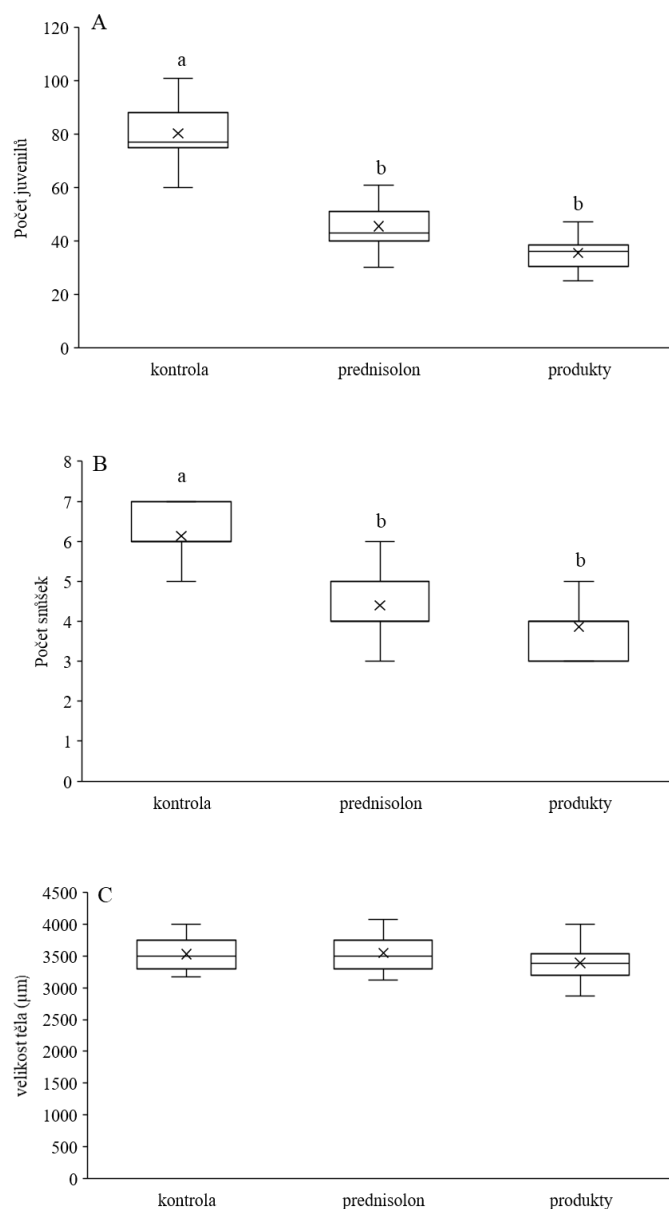 A
120
100
80
60
40
20
0
Počet juvenilů
a
b
b
kontrola prednisolon produkty
B
8
7
6
5
4
3
2
1
0
Počet snůšek
a
b
b
kontrola prednisolon produkty
C
4500
4000
3500
3000
2500
2000
1500
1000
500
0
velikost těla (µm)
kontrola prednisolon produkty